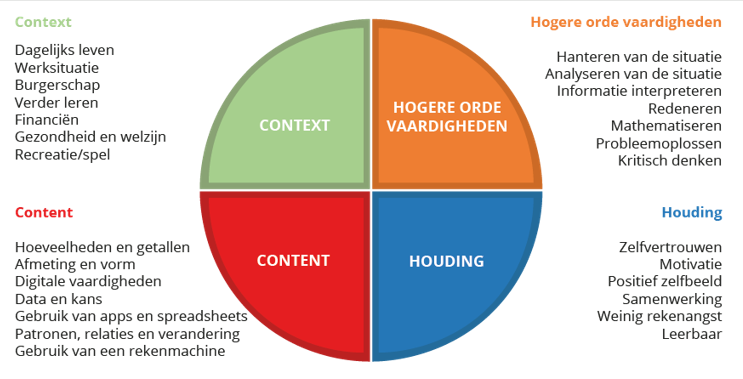 Context
Dagelijks leven
Werksituatie
Burgerschap
Verder leren
Financiën
Gezondheid en welzijn
Recreatie/spel
CONTEXT
HOGERE ORDE
VAARDIGHEDEN
Hogere orde vaardigheden
Hanteren van de situatie
Analyseren van de situatie
Informatie interpreteren
Redeneren
Mathematiseren
Probleemoplossen
Kritisch denken
Content
Hoeveelheden en getallen
Afmeting en vorm
Digitale vaardigheden
Data en kans
Gebruik van apps en spreadsheets
Patronen, relaties en verandering
Gebruik van een rekenmachine
CONTENT
HOUDING
Houding
Zelfvertrouwen
Motivatie
Positief zelfbeeld
Samenwerking
Weinig rekenangst
Leerbaar